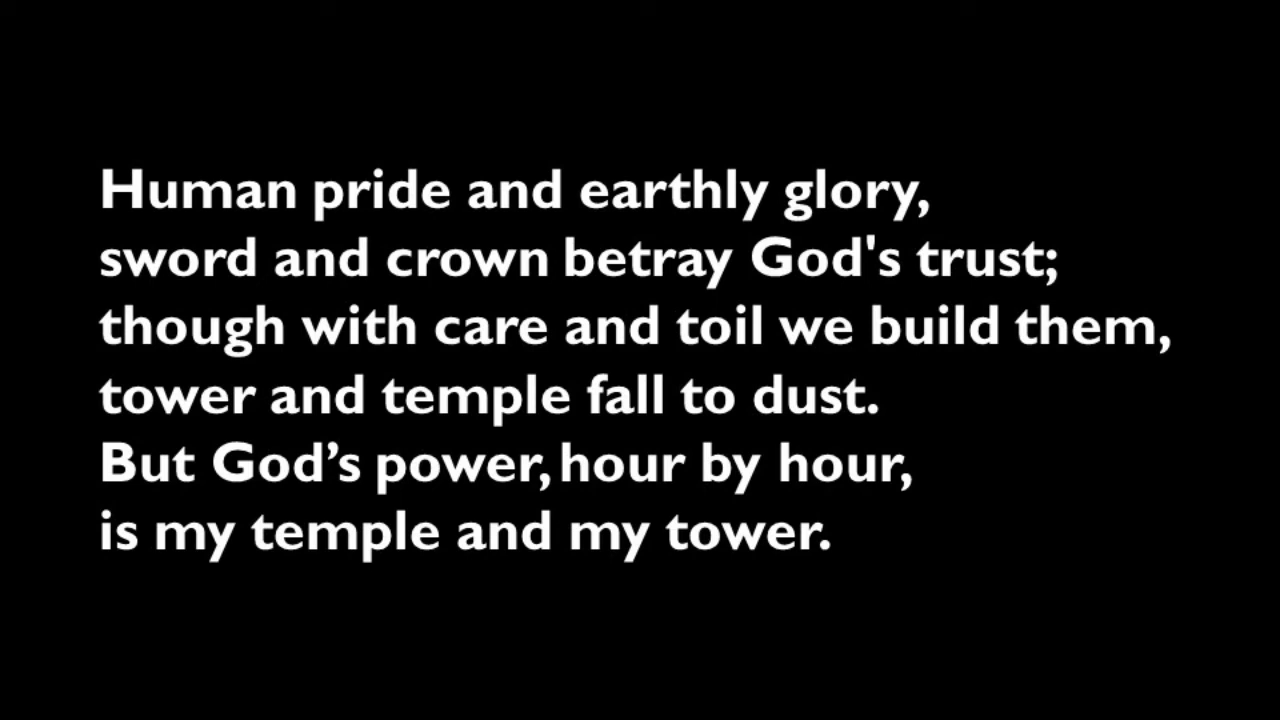 Human pride and earthly glory,
sword and crown betray God's trust;
though with care and toil we build them,
tower and temple fall to dust.
But God’s power, hour by hour,
is my temple and my tower.